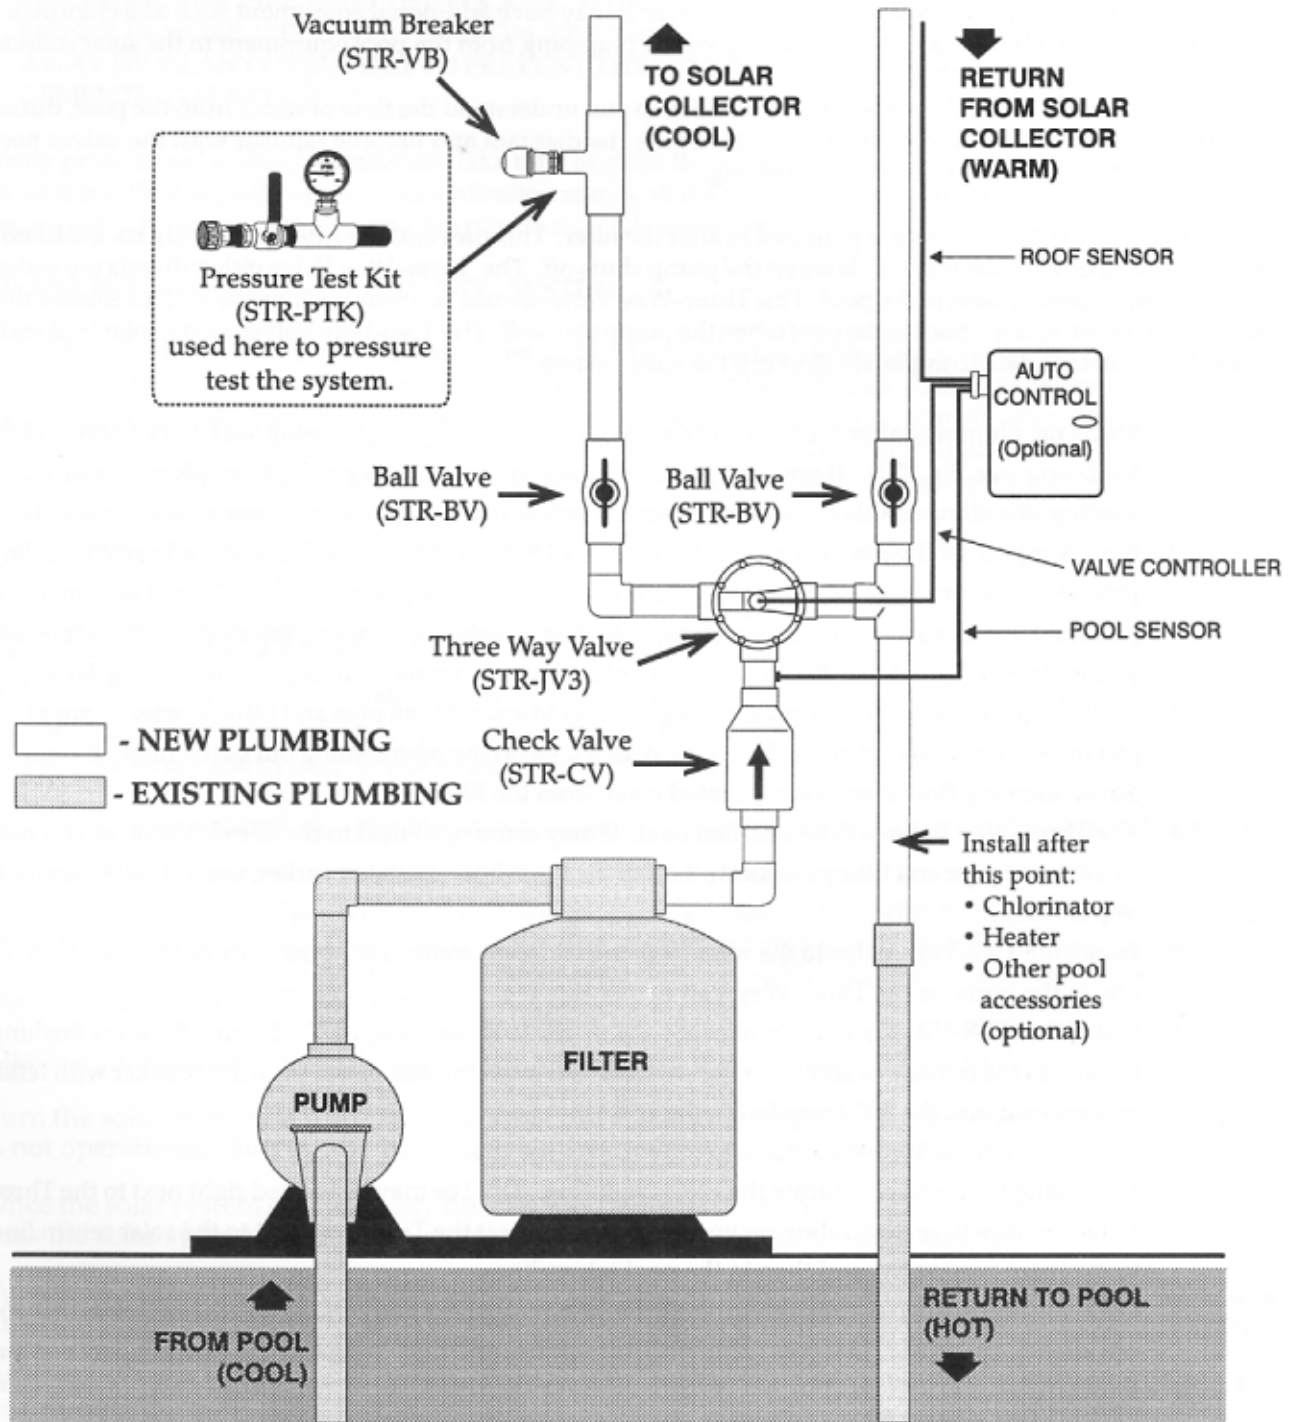 Vacuum Breaker
(STR-VB)
TO SOLAR
COLLECTOR
(COOL)
RETURN
FROM SOLAR
COLLECTOR
(WARM)
Pressure Test Kit
(STR-PTK)
used here to pressure
test the system.
ROOF SENSOR
AUTO
CONTROL
(Optional)
Ball Valve
(STR-BV)
Ball Valve
(STR-BV)
VALVE CONTROLLER
POOL SENSOR
Three Way Valve
(STR-JV3)
- NEW PLUMBING
- EXISTING PLUMBING
Check Valve
(STR-CV)
Install after
this point:
• Chlorinator
• Heater
• Other pool
accessories
(optional)
FILTER
PUMP
FROM POOL
(COOL)
RETURN TO POOL
(HOT)